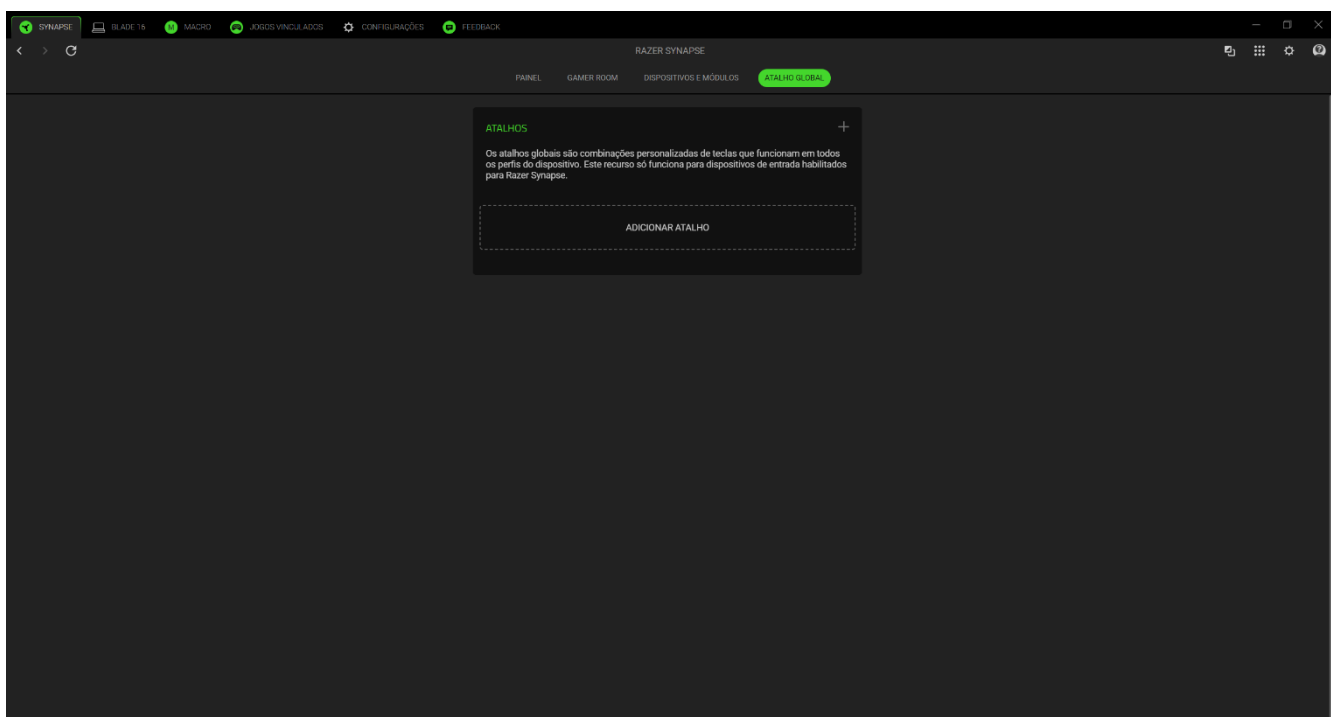 SYNAPSE BLADE 16 MACRO JOGOS VINCULADOS CONFIGURAÇÕES FEEDBACK
RAZER SYNAPSE
PAINEL GAMER ROOM DISPOSITIVOS E MÓDULOS ATALHO GLOBAL
ATALHOS
Os atalhos globais são combinações personalizadas de teclas que funcionam em todos
os perfis do dispositivo. Este recurso só funciona para dispositivos de entrada habilitados
para Razer Synapse.
ADICIONAR ATALHO